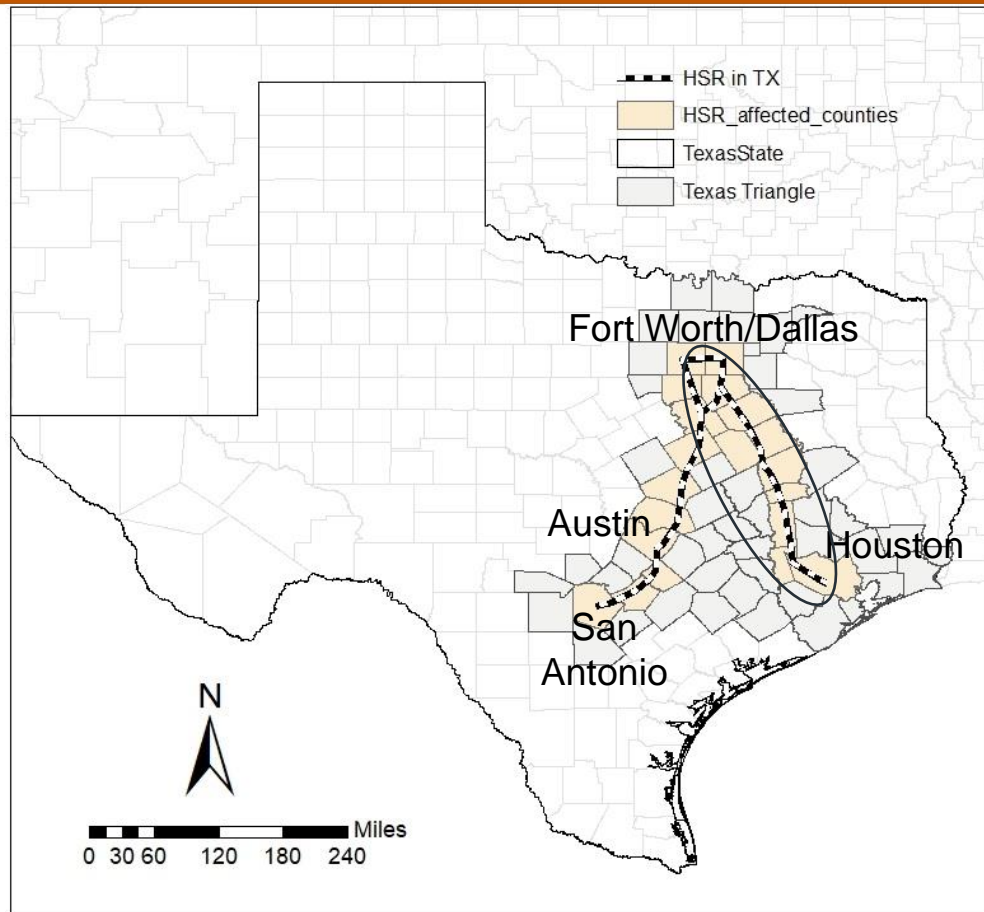 HSR in TX
HSR_affected_counties
TexasState
Texas Triangle
Fort Worth/Dallas
Austin
Houston
San
Antonio
N
Miles
0 30 60 120 180 240